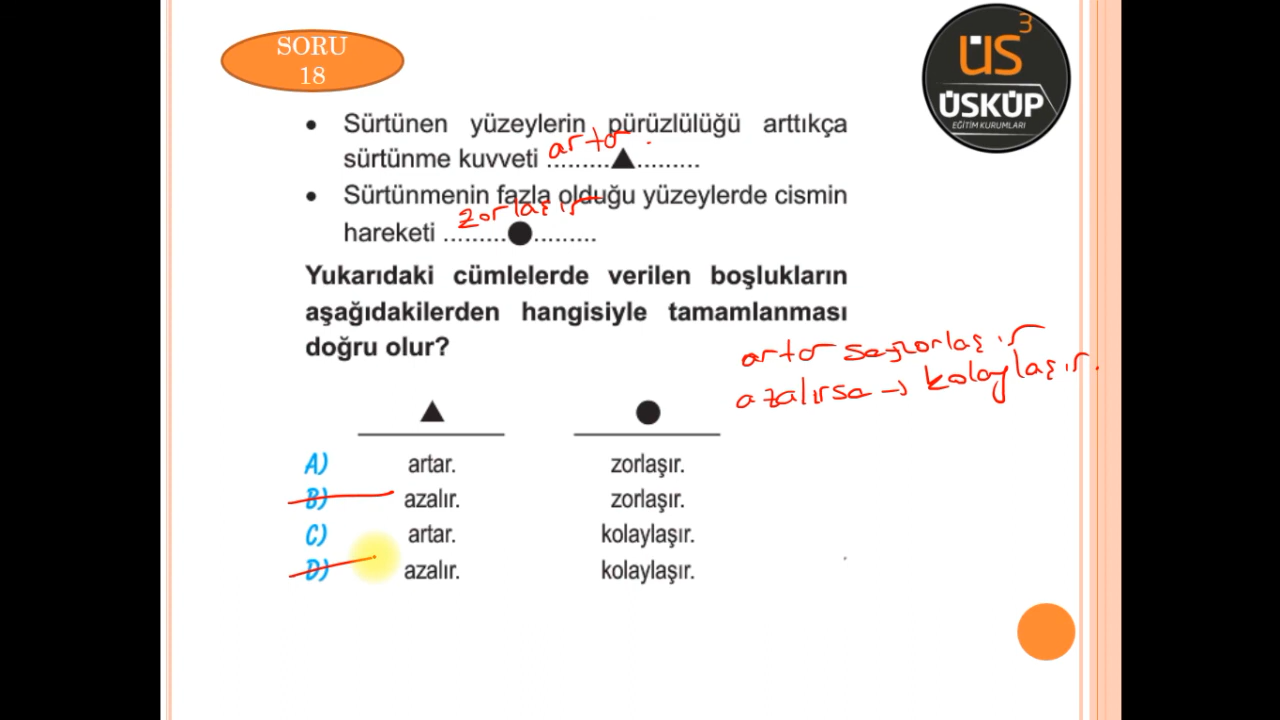 SORU
18
ÜS3
ÜSKÜP
EĞİTİM KURUMLARI
• Sürtünen yüzeylerin pürüzlülüğü arttıkça
artar.
sürtünme kuvveti .........▲.........
• Sürtünmenin fazla olduğu yüzeylerde cismin
zorlaşır
hareketi .........●.........
Yukarıdaki cümlelerde verilen boşlukların
aşağıdakilerden hangisiyle tamamlanması
doğru olur?
artar zorlaşır
azalırsa → kolaylaşır.
▲ ●
A) artar. zorlaşır.
B) azalır. zorlaşır.
C) artar. kolaylaşır.
D) azalır. kolaylaşır.